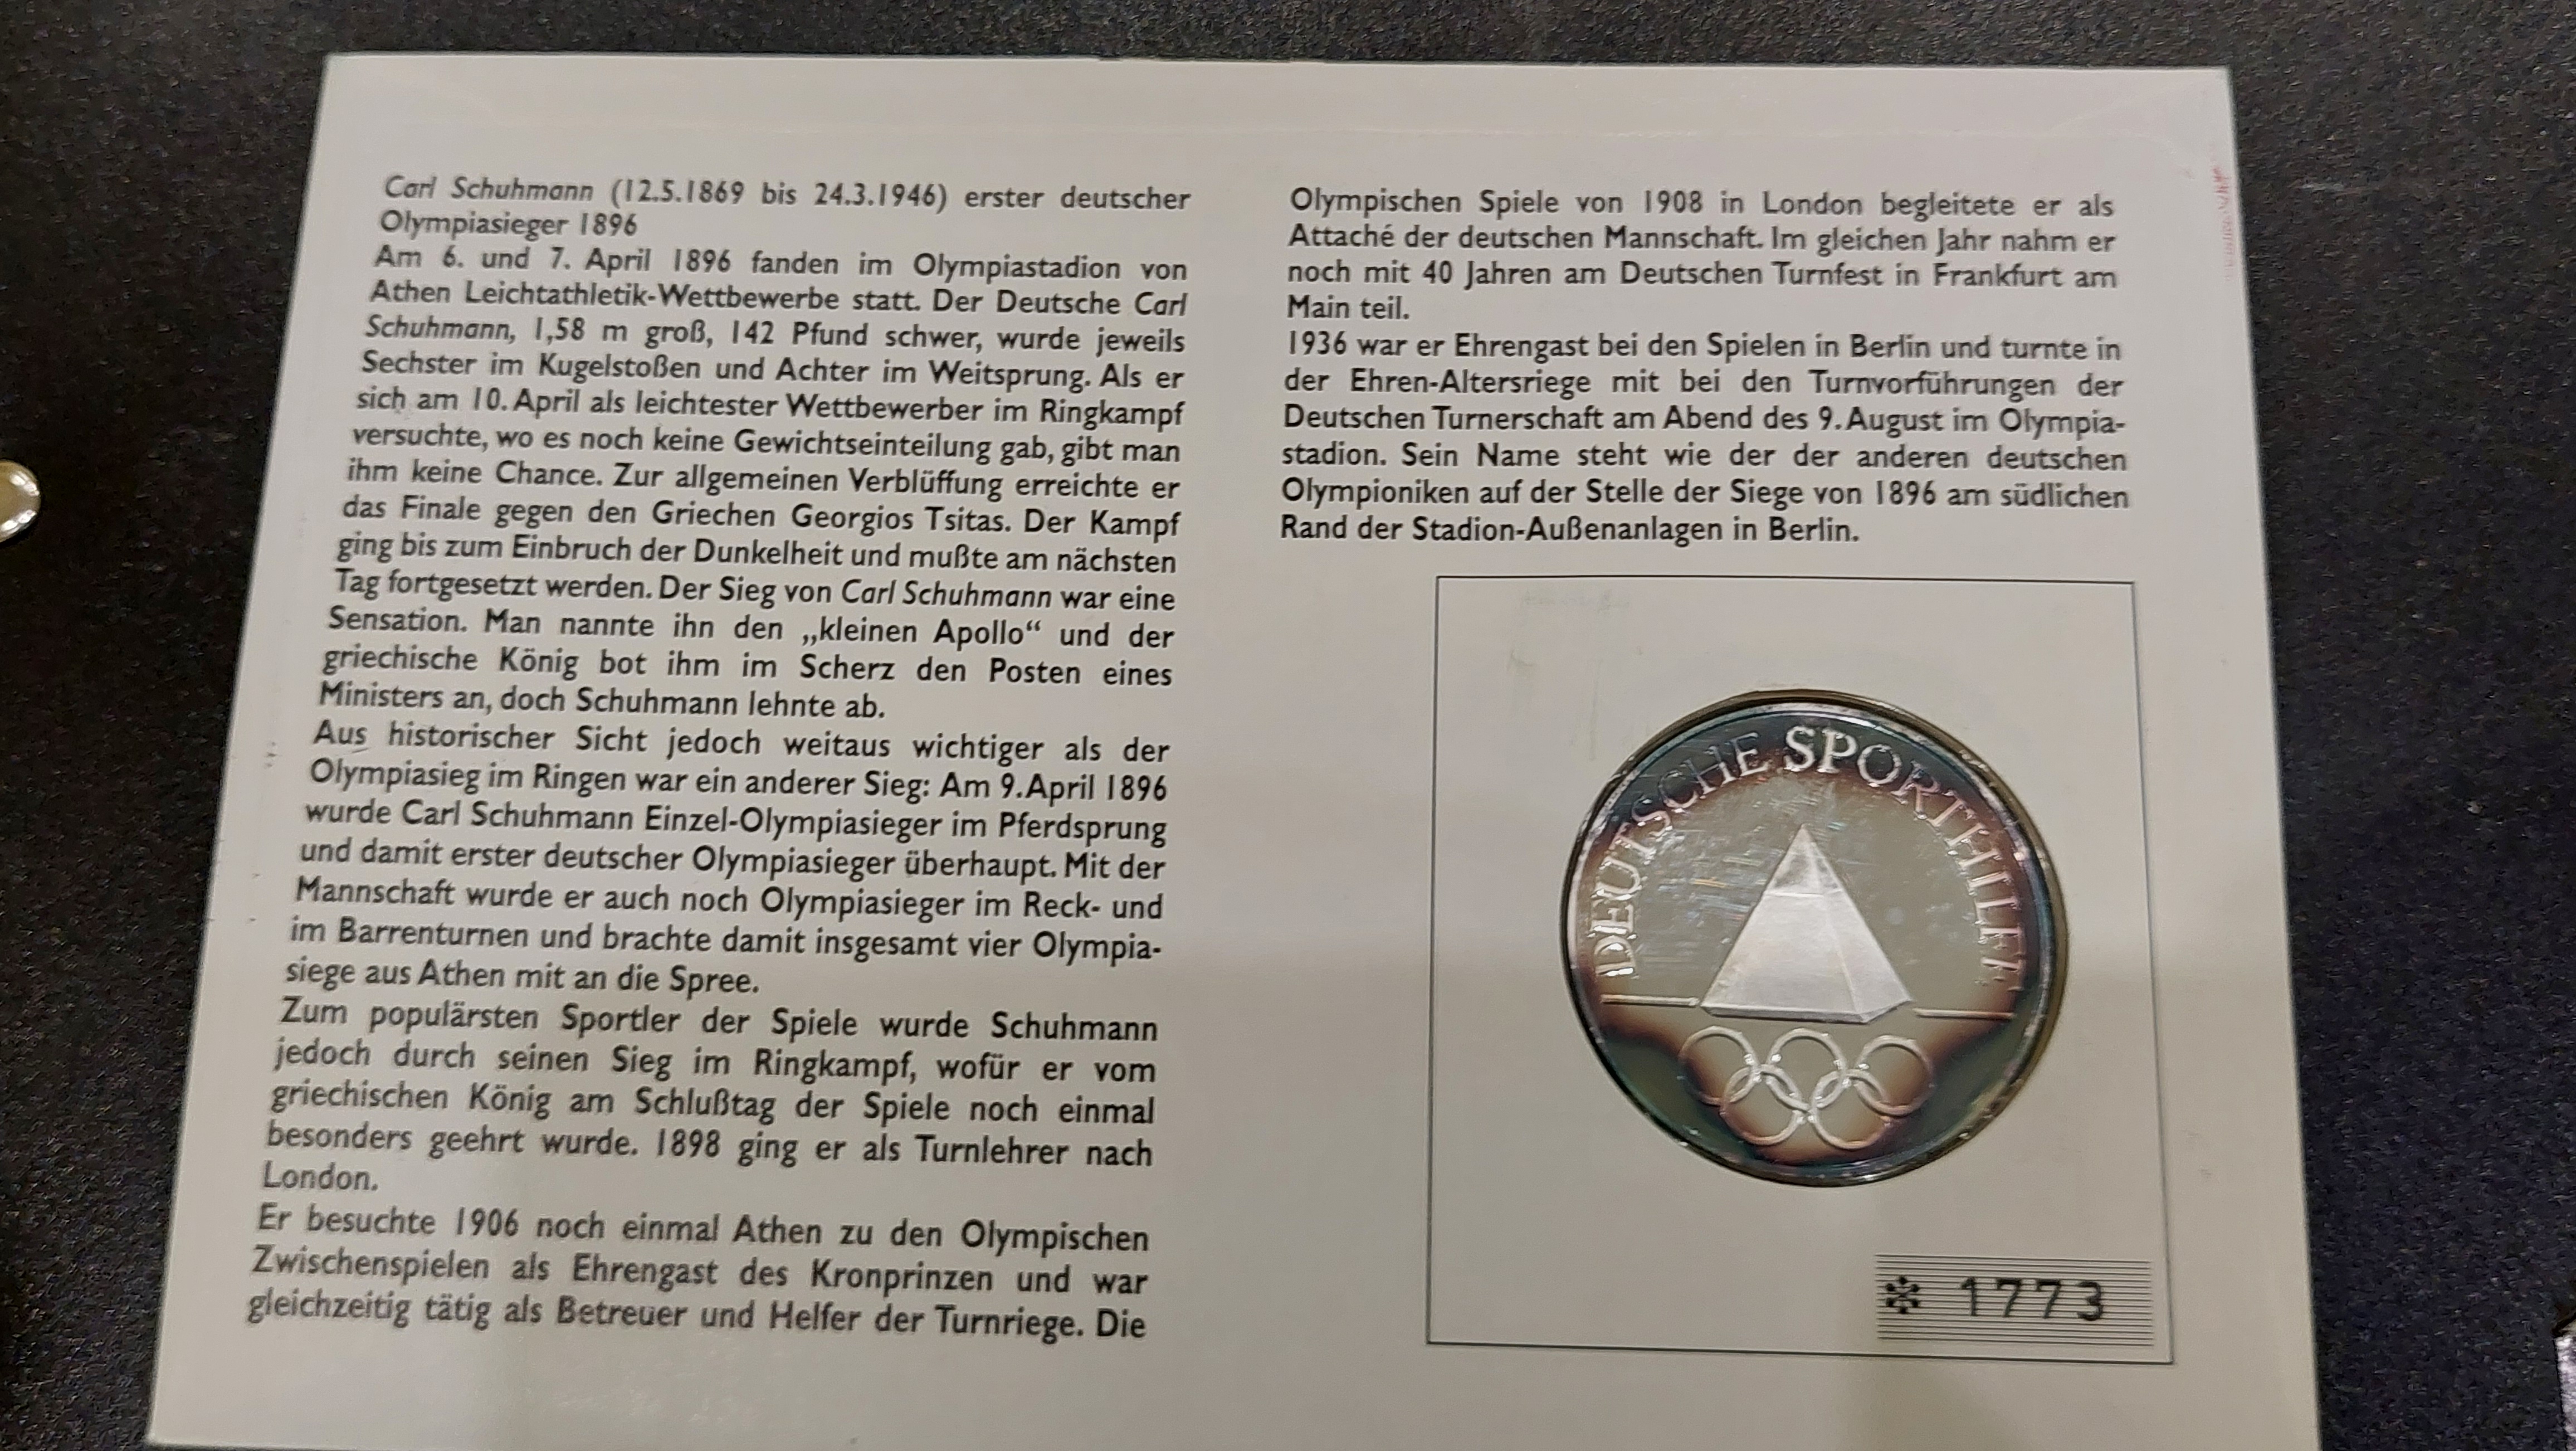 Carl Schuhmann (12.5.1869 bis 24.3.1946) erster deutscher
Olympiasieger 1896
Am 6. und 7. April 1896 fanden im Olympiastadion von
Athen Leichtathletik-Wettbewerbe statt. Der Deutsche Carl
Schuhmann, 1,58 m groß, 142 Pfund schwer, wurde jeweils
Sechster im Kugelstoßen und Achter im Weitsprung. Als er
sich am 10. April als leichtester Wettbewerber im Ringkampf
versuchte, wo es noch keine Gewichtseinteilung gab, gibt man
ihm keine Chance. Zur allgemeinen Verblüffung erreichte er
das Finale gegen den Griechen Georgios Tsitas. Der Kampf
ging bis zum Einbruch der Dunkelheit und mußte am nächsten
Tag fortgesetzt werden. Der Sieg von Carl Schuhmann war eine
Sensation. Man nannte ihn den „kleinen Apollo“ und der
griechische König bot ihm im Scherz den Posten eines
Ministers an, doch Schuhmann lehnte ab.
Aus historischer Sicht jedoch weitaus wichtiger als der
Olympiasieg im Ringen war ein anderer Sieg: Am 9. April 1896
wurde Carl Schuhmann Einzel-Olympiasieger im Pferdsprung
und damit erster deutscher Olympiasieger überhaupt. Mit der
Mannschaft wurde er auch noch Olympiasieger im Reck- und
im Barrenturnen und brachte damit insgesamt vier Olympia-
siege aus Athen mit an die Spree.
Zum populärsten Sportler der Spiele wurde Schuhmann
jedoch durch seinen Sieg im Ringkampf, wofür er vom
griechischen König am Schlußtag der Spiele noch einmal
besonders geehrt wurde. 1898 ging er als Turnlehrer nach
London.
Er besuchte 1906 noch einmal Athen zu den Olympischen
Zwischenspielen als Ehrengast des Kronprinzen und war
gleichzeitig tätig als Betreuer und Helfer der Turnriege. Die
Olympischen Spiele von 1908 in London begleitete er als
Attaché der deutschen Mannschaft. Im gleichen Jahr nahm er
noch mit 40 Jahren am Deutschen Turnfest in Frankfurt am
Main teil.
1936 war er Ehrengast bei den Spielen in Berlin und turnte in
der Ehren-Altersriege mit bei den Turnvorführungen der
Deutschen Turnerschaft am Abend des 9. August im Olympia-
stadion. Sein Name steht wie der der anderen deutschen
Olympioniken auf der Stelle der Siege von 1896 am südlichen
Rand der Stadion-Außenanlagen in Berlin.
DEUTSCHE SPORTHILFE
✻ 1773